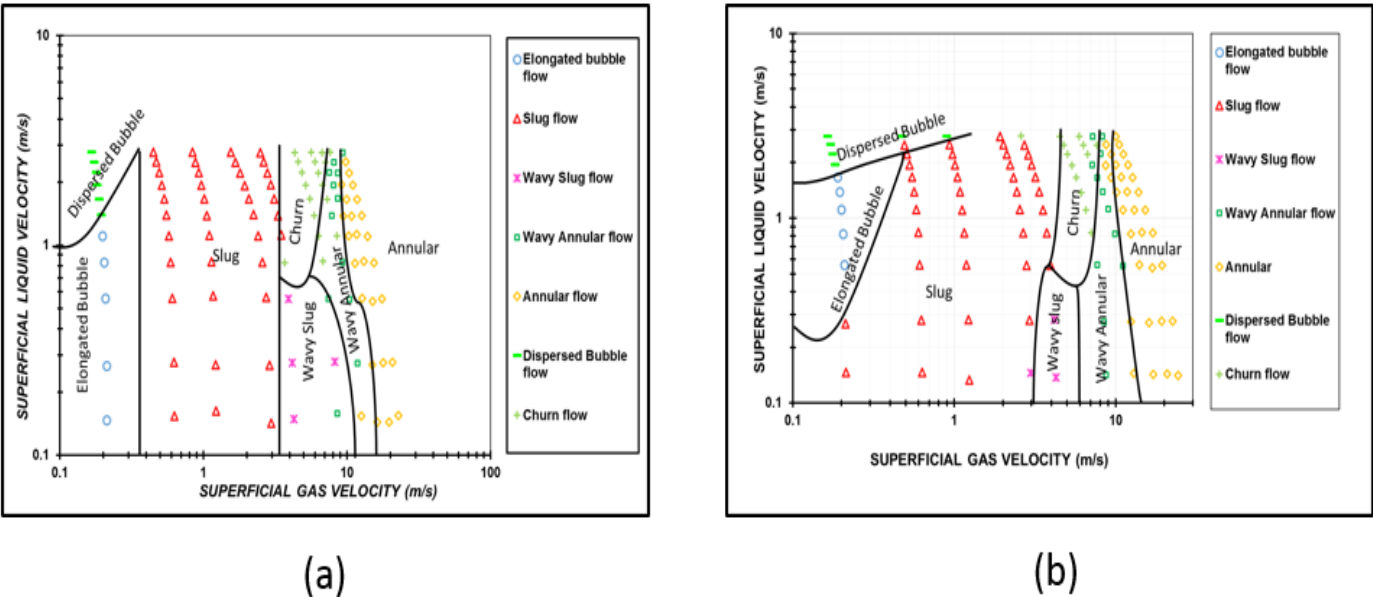 10
1
0.1
0.1
1
10
100
SUPERFICIAL LIQUID VELOCITY (m/s)
SUPERFICIAL GAS VELOCITY (m/s)
Dispersed Bubble
Elongated Bubble
Slug
Churn
Wavy Slug
Wavy Annular
Annular
Elongated bubble
flow
Slug flow
Wavy Slug flow
Wavy Annular flow
Annular flow
Dispersed Bubble
flow
Churn flow
(a)
10
1
0.1
0.1
1
10
SUPERFICIAL LIQUID VELOCITY (m/s)
SUPERFICIAL GAS VELOCITY (m/s)
Dispersed Bubble
Elongated Bubble
Slug
Churn
Wavy slug
Wavy Annular
Annular
Elongated bubble
flow
Slug flow
Wavy Slug flow
Wavy Annular flow
Annular
Dispersed Bubble
flow
Churn flow
(b)